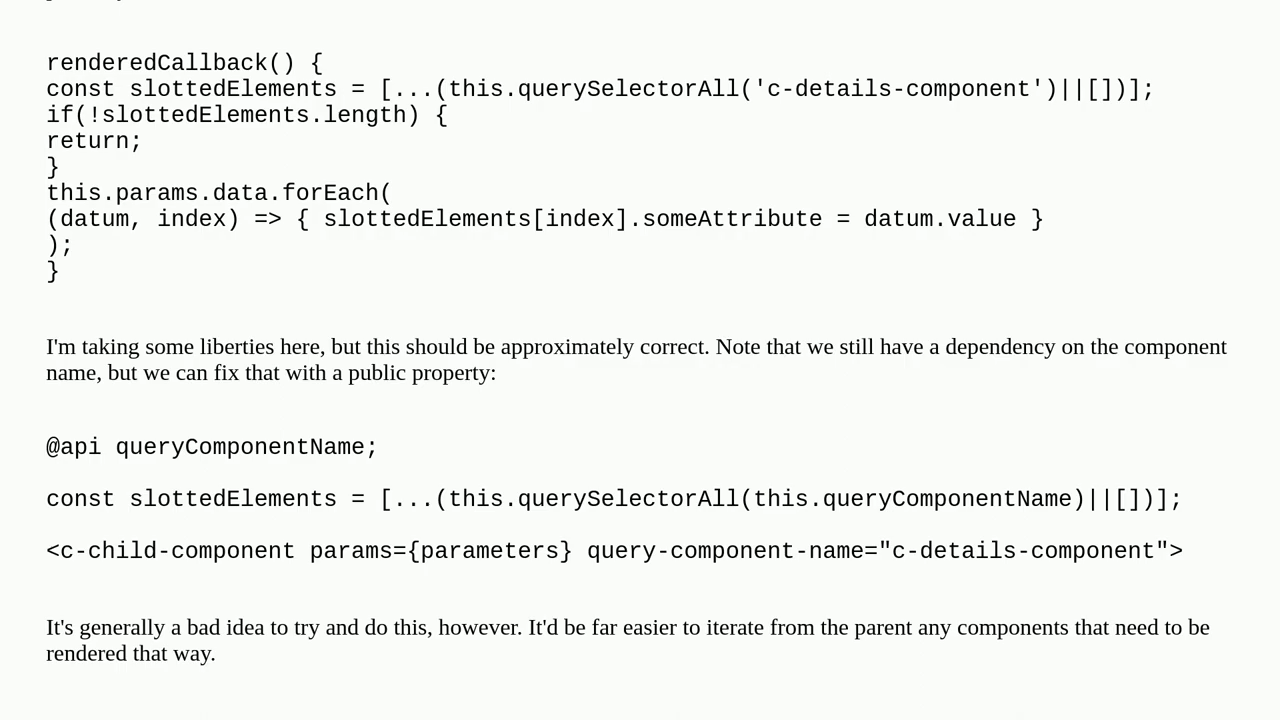 renderedCallback() {
const slottedElements = [...(this.querySelectorAll('c-details-component')||[])];
if(!slottedElements.length) {
return;
}
this.params.data.forEach(
(datum, index) => { slottedElements[index].someAttribute = datum.value }
);
}
I'm taking some liberties here, but this should be approximately correct. Note that we still have a dependency on the component
name, but we can fix that with a public property:
@api queryComponentName;
const slottedElements = [...(this.querySelectorAll(this.queryComponentName)||[])];
<c-child-component params={parameters} query-component-name="c-details-component">
It's generally a bad idea to try and do this, however. It'd be far easier to iterate from the parent any components that need to be
rendered that way.